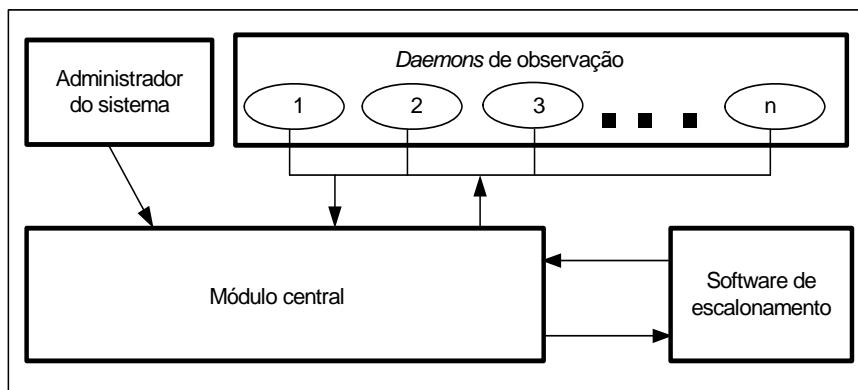 Administrador
do sistema
Daemons de observação
1
2
3
n
Módulo central
Software de
escalonamento